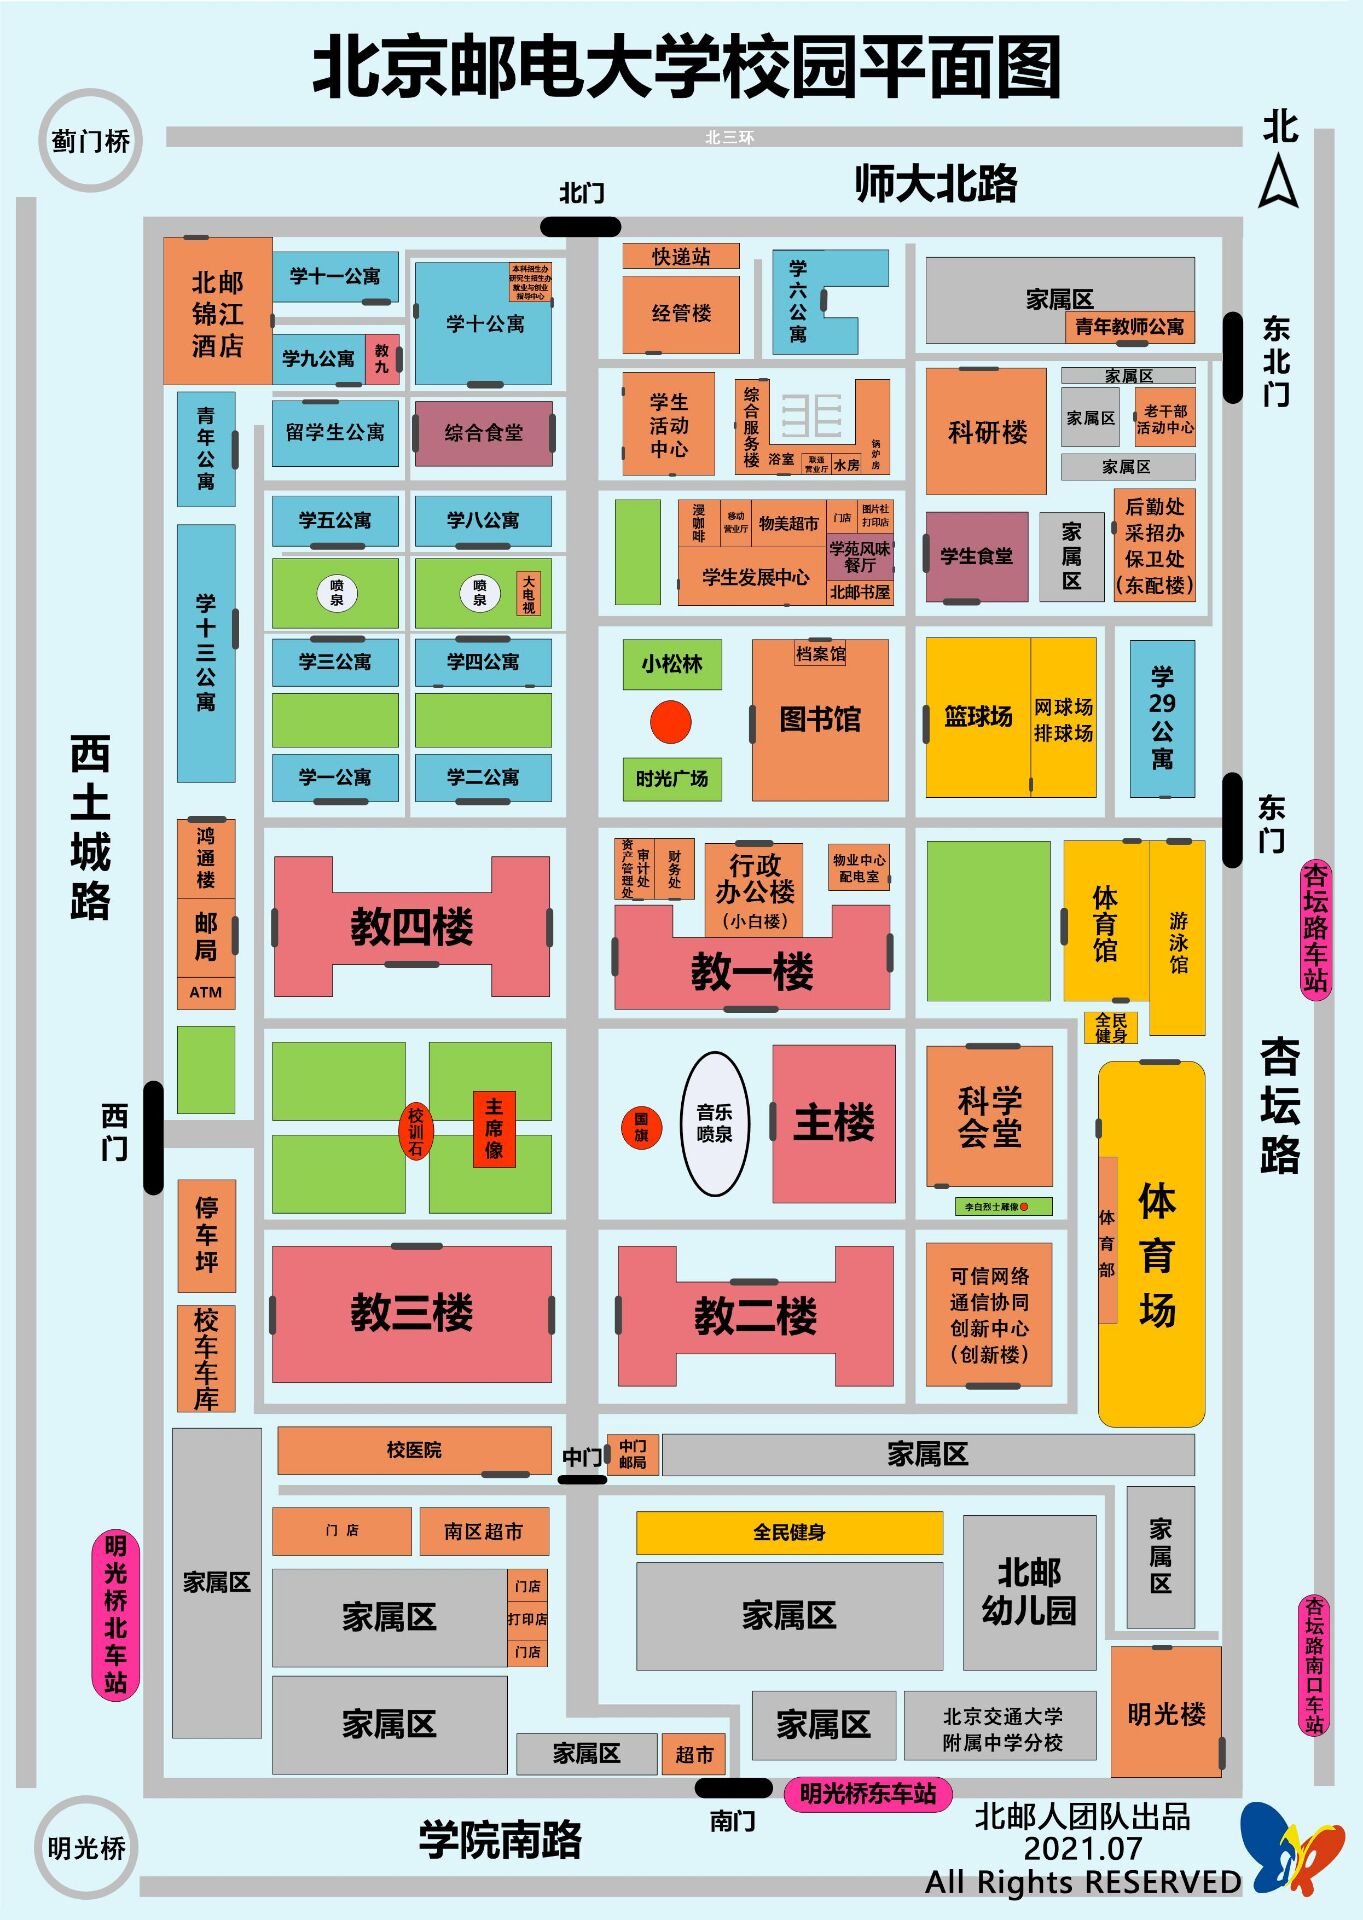 北京邮电大学校园平面图
蓟门桥
北三环
北
师大北路
北门
北邮
锦江
酒店
学十一公寓
学十公寓
本科招生办
研究生招生办
就业与创业
指导中心
学九公寓
教九
快递站
经管楼
学六公寓
家属区
青年教师公寓
东北门
青年公寓
留学生公寓
综合食堂
学生
活动
中心
综合服务楼
浴室
联通
营业厅
水房
锅炉房
科研楼
家属区
家属区
老干部
活动中心
家属区
学五公寓
学八公寓
漫咖啡
移动
营业厅
物美超市
门店
图片社
打印店
学生发展中心
学苑风味
餐厅
北邮书屋
学生食堂
家属区
后勤处
采招办
保卫处
(东配楼)
学十三公寓
喷泉
喷泉
大电视
学三公寓
学四公寓
小松林
时光广场
档案馆
图书馆
篮球场
网球场
排球场
学29公寓
学一公寓
学二公寓
西土城路
东门
鸿通楼
邮局
ATM
教四楼
资产管理处
审计处
财务处
行政
办公楼
(小白楼)
物业中心
配电室
教一楼
体育馆
游泳馆
全民
健身
杏坛路车站
杏坛路
西门
校训石
主席像
国旗
音乐
喷泉
主楼
科学
会堂
李白烈士雕像
体育场
体育部
停车坪
校车车库
教三楼
教二楼
可信网络
通信协同
创新中心
(创新楼)
校医院
中门
中门
邮局
家属区
家属区
门 店
南区超市
全民健身
家属区
门店
打印店
门店
家属区
北邮
幼儿园
家属区
明光桥北车站
杏坛路南口车站
家属区
家属区
超市
家属区
北京交通大学
附属中学分校
明光楼
南门
明光桥东车站
明光桥
学院南路
北邮人团队出品
2021.07
All Rights RESERVED